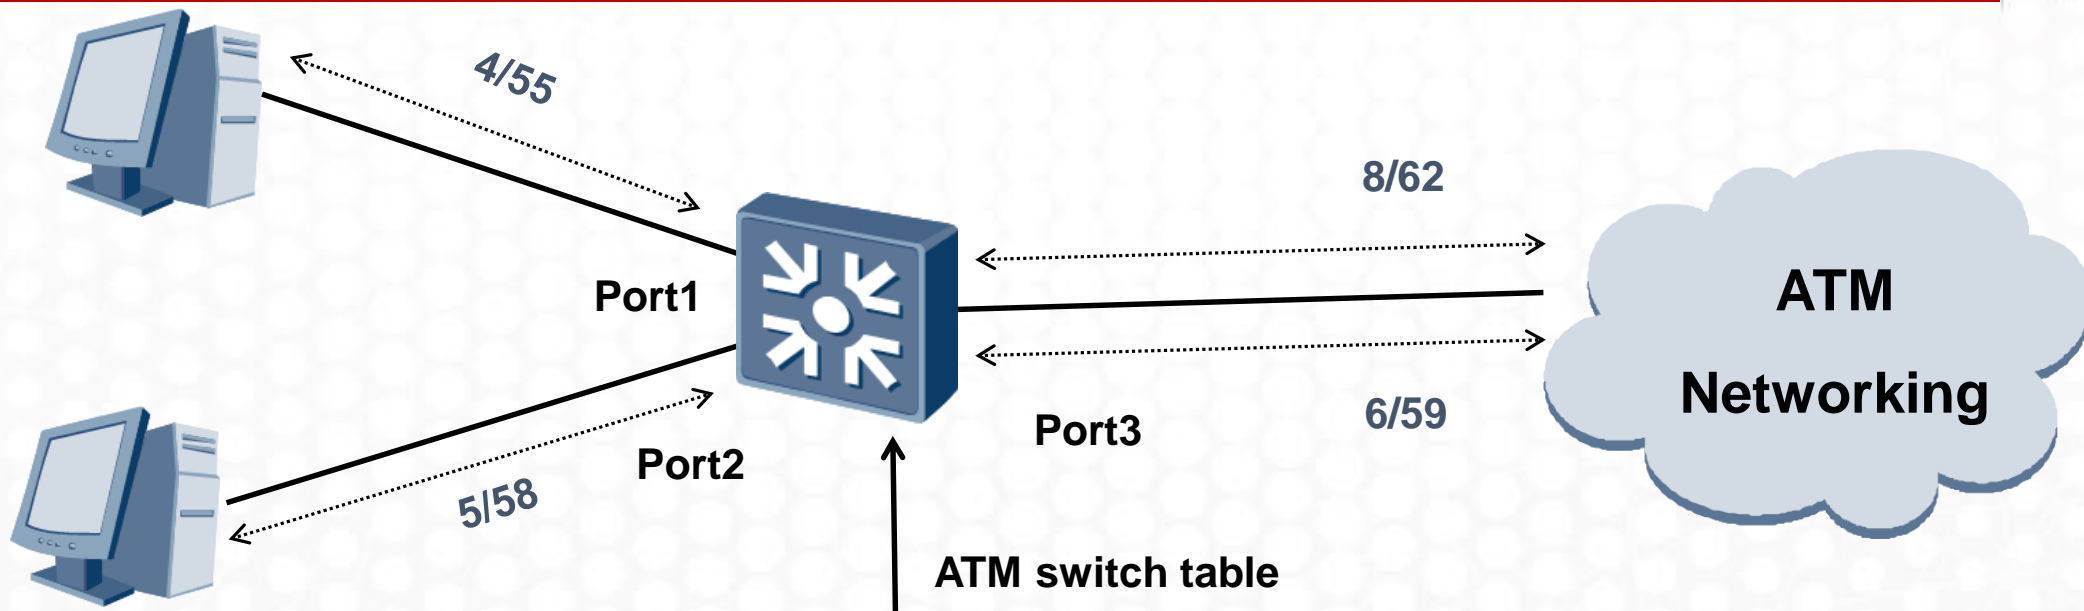 4/55
8/62
Port1
ATM
Networking
6/59
Port3
Port2
5/58
ATM switch table